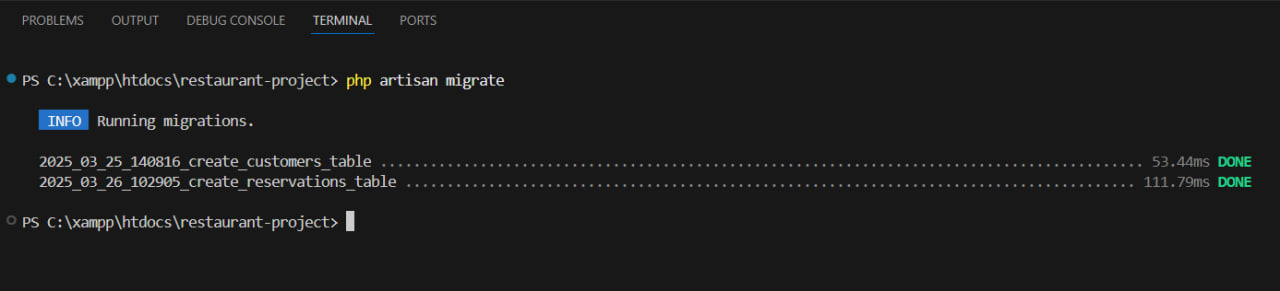 PROBLEMS OUTPUT DEBUG CONSOLE TERMINAL PORTS
PS C:\xampp\htdocs\restaurant-project> php artisan migrate
INFO Running migrations.
2025_03_25_140816_create_customers_table ............................................................................................ 53.44ms DONE
2025_03_26_102905_create_reservations_table ........................................................................................ 111.79ms DONE
PS C:\xampp\htdocs\restaurant-project>